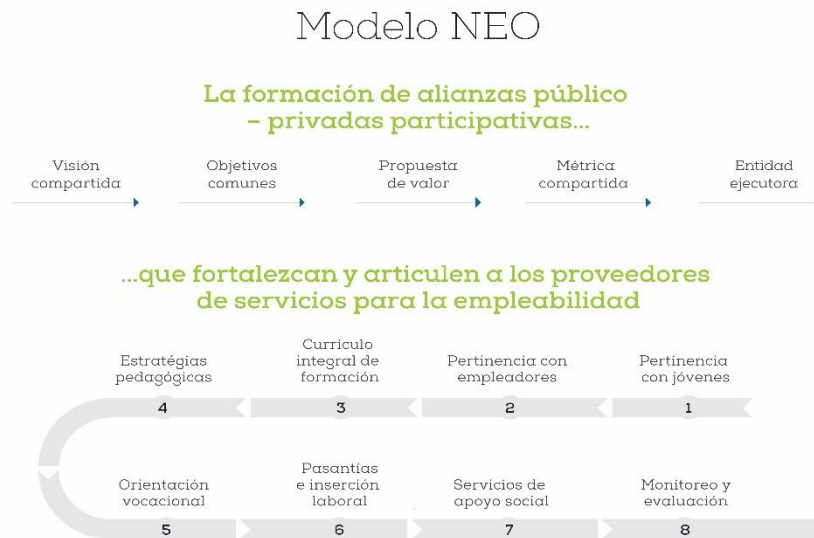 Modelo NEO
La formación de alianzas público
– privadas participativas...
Visión
compartida
Objetivos
comunes
Propuesta
de valor
Métrica
compartida
Entidad
ejecutora
...que fortalezcan y articulen a los proveedores
de servicios para la empleabilidad
Estratégias
pedagógicas
Currículo
integral de
formación
Pertinencia con
empleadores
Pertinencia
con jóvenes
4
3
2
1
Orientación
vocacional
Pasantías
e inserción
laboral
Servicios de
apoyo social
Monitoreo y
evaluación
5
6
7
8